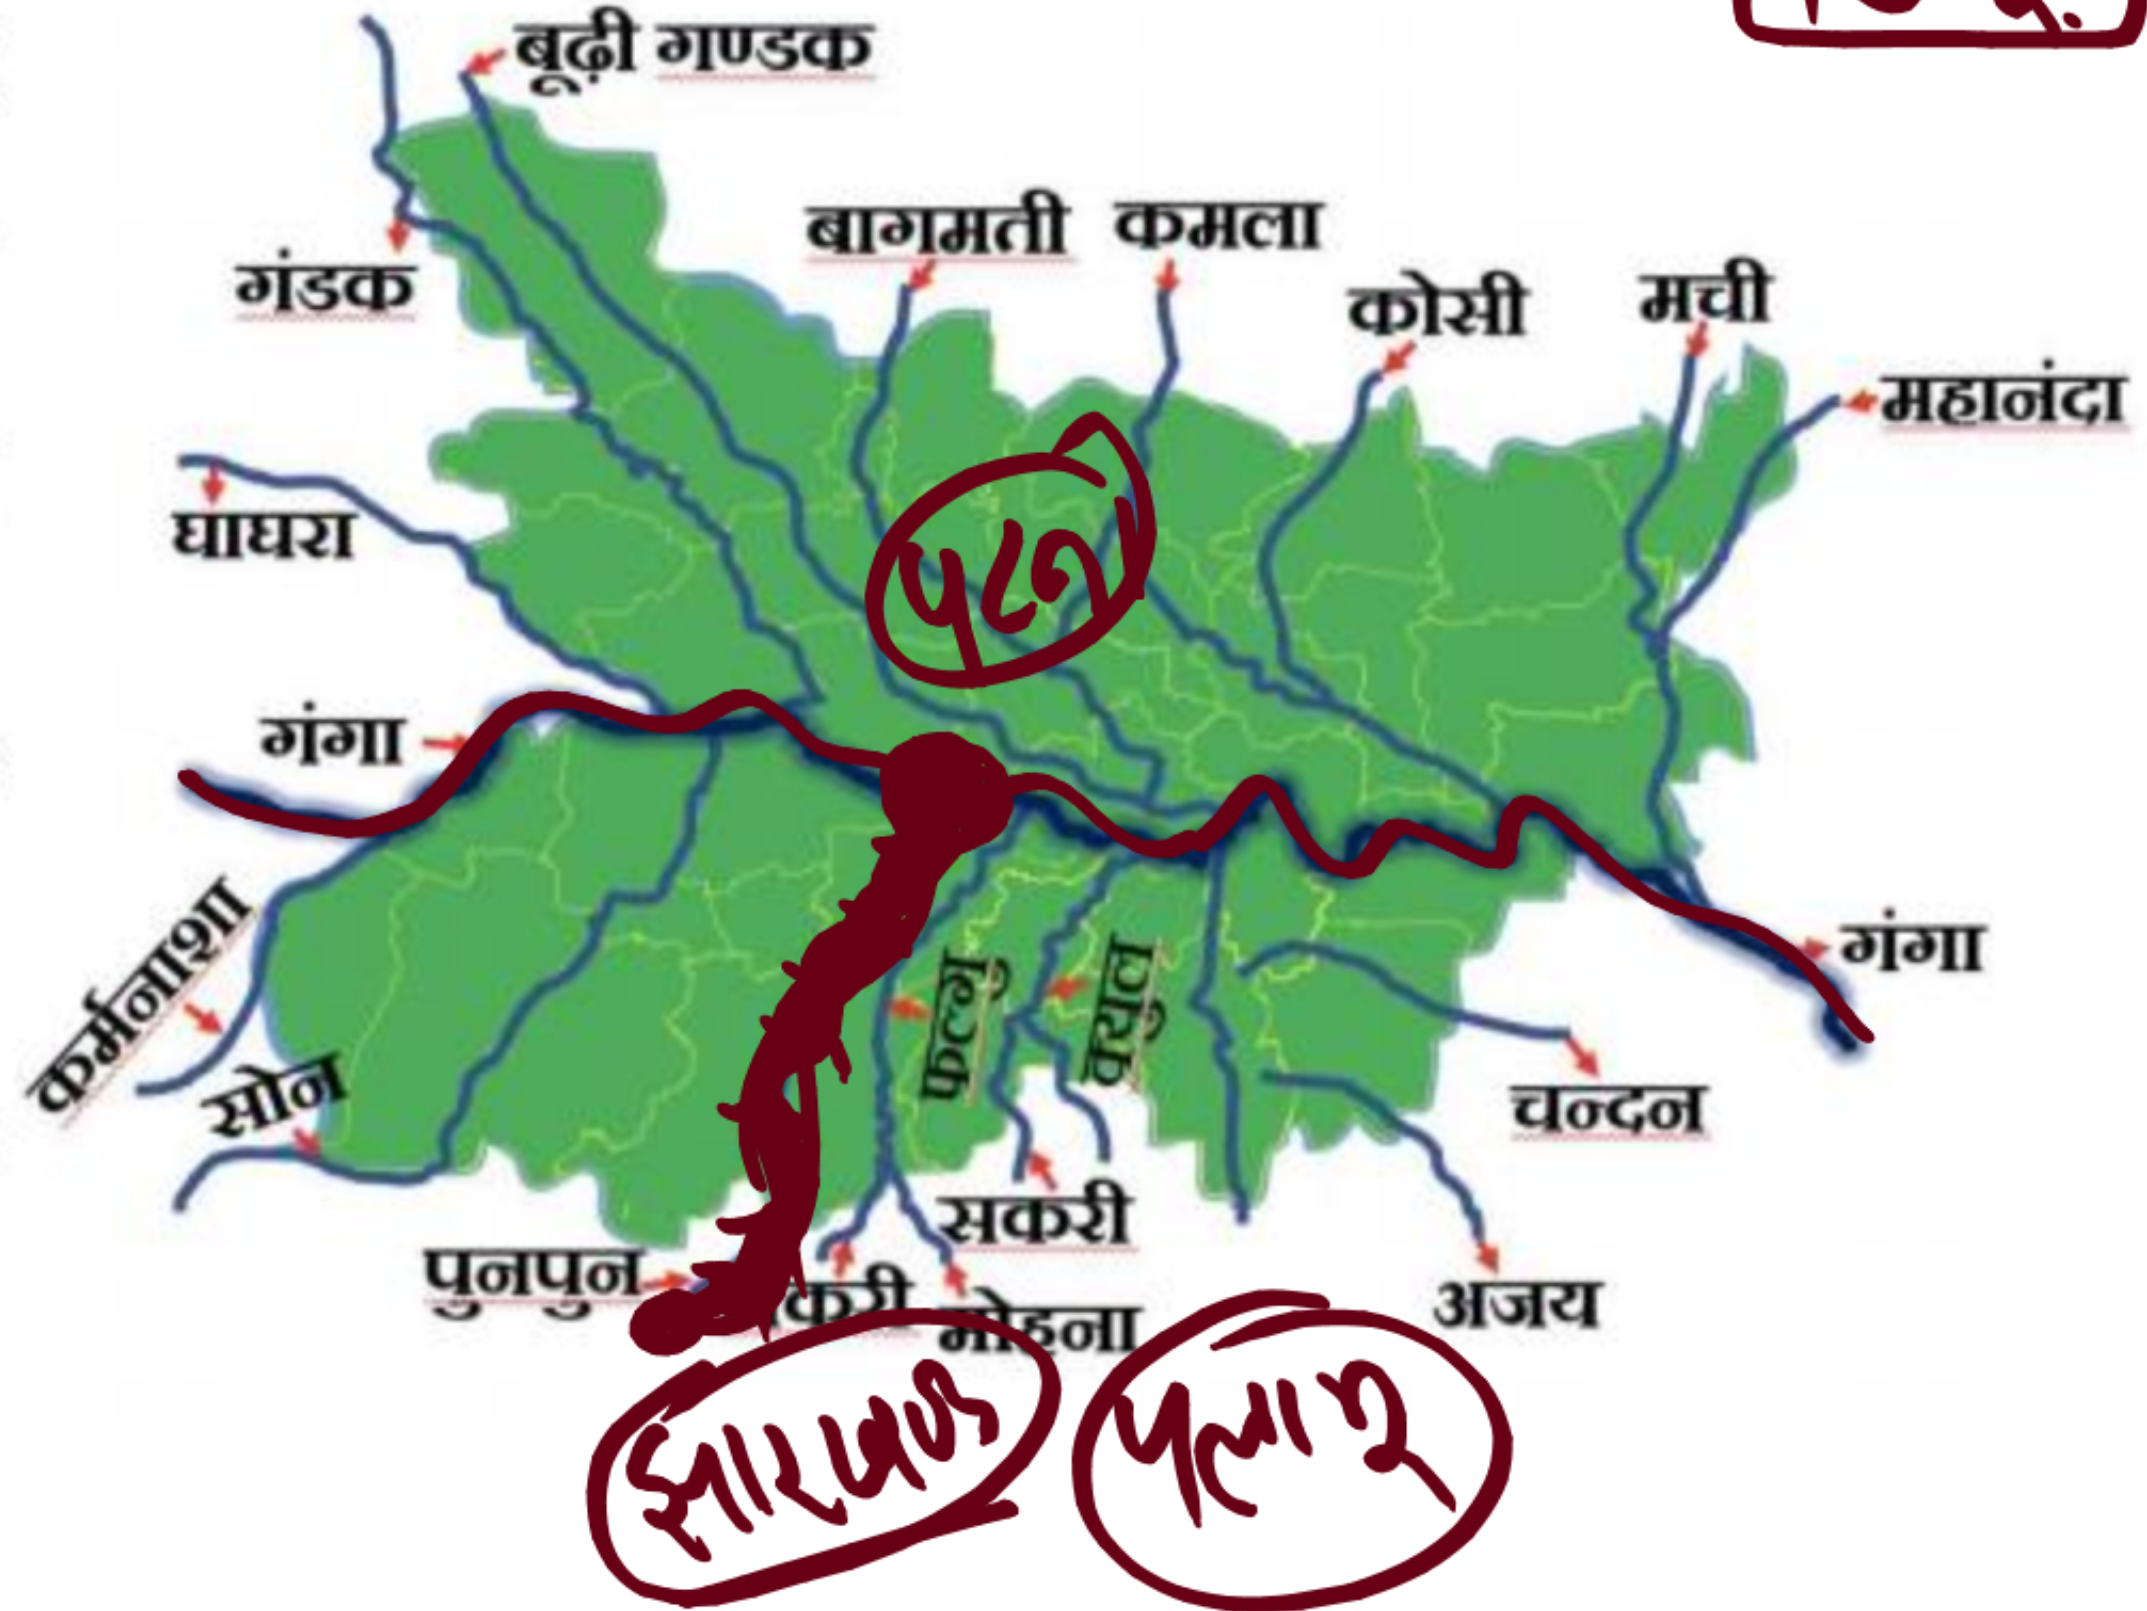 बूढ़ी गण्डक
बागमती
कमला
गंडक
कोसी
मची
महानंदा
घाघरा
पटना
गंगा
कर्मनाशा
सोन
फल्गु
क्युल
गंगा
चन्दन
सकरी
पुनपुन
करी
मोहना
अजय
झारखण्ड
पलामू